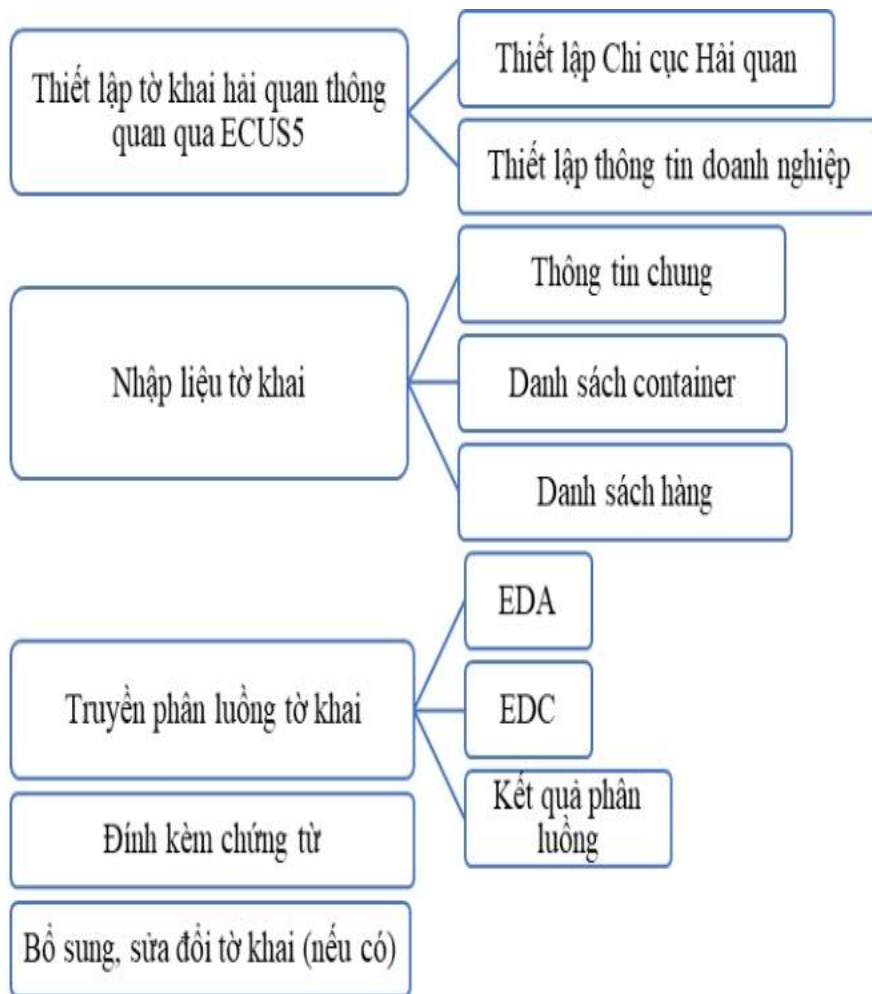 Thiết lập tờ khai hải quan thông
quan qua ECUS5
Thiết lập Chi cục Hải quan
Thiết lập thông tin doanh nghiệp
Nhập liệu tờ khai
Thông tin chung
Danh sách container
Danh sách hàng
Truyền phân luồng tờ khai
EDA
EDC
Kết quả phân
luồng
Đính kèm chứng từ
Bổ sung, sửa đổi tờ khai (nếu có)